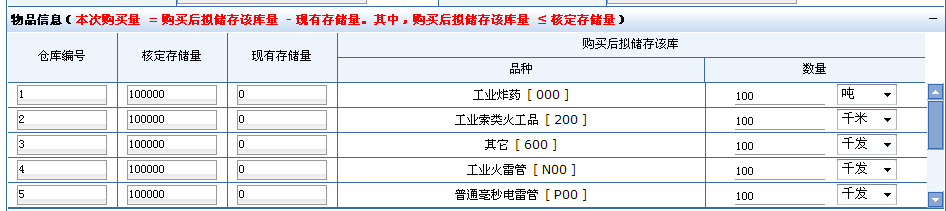 物品信息（本次购买量 ＝购买后拟储存该库量 －现有存储量。其中，购买后拟储存该库量 ≤核定存储量）
仓库编号 核定存储量 现有存储量 购买后拟储存该库
品种 数量
1 100000 0 工业炸药 [ 000 ] 100 吨
2 100000 0 工业索类火工品 [ 200 ] 100 千米
3 100000 0 其它 [ 600 ] 100 千发
4 100000 0 工业火雷管 [ N00 ] 100 千发
5 100000 0 普通毫秒电雷管 [ P00 ] 100 千发